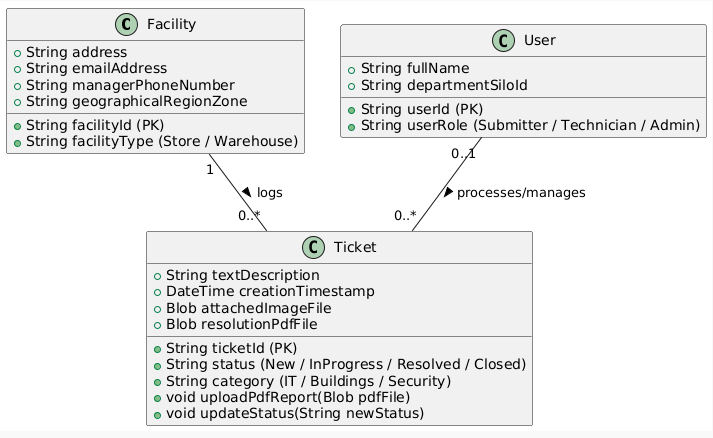 C Facility
String address
String emailAddress
String managerPhoneNumber
String geographicalRegionZone
String facilityId (PK)
String facilityType (Store / Warehouse)
C User
String fullName
String departmentSiloId
String userId (PK)
String userRole (Submitter / Technician / Admin)
1
logs
0..*
0..1
processes/manages
0..*
C Ticket
String textDescription
DateTime creationTimestamp
Blob attachedImageFile
Blob resolutionPdfFile
String ticketId (PK)
String status (New / InProgress / Resolved / Closed)
String category (IT / Buildings / Security)
void uploadPdfReport(Blob pdfFile)
void updateStatus(String newStatus)